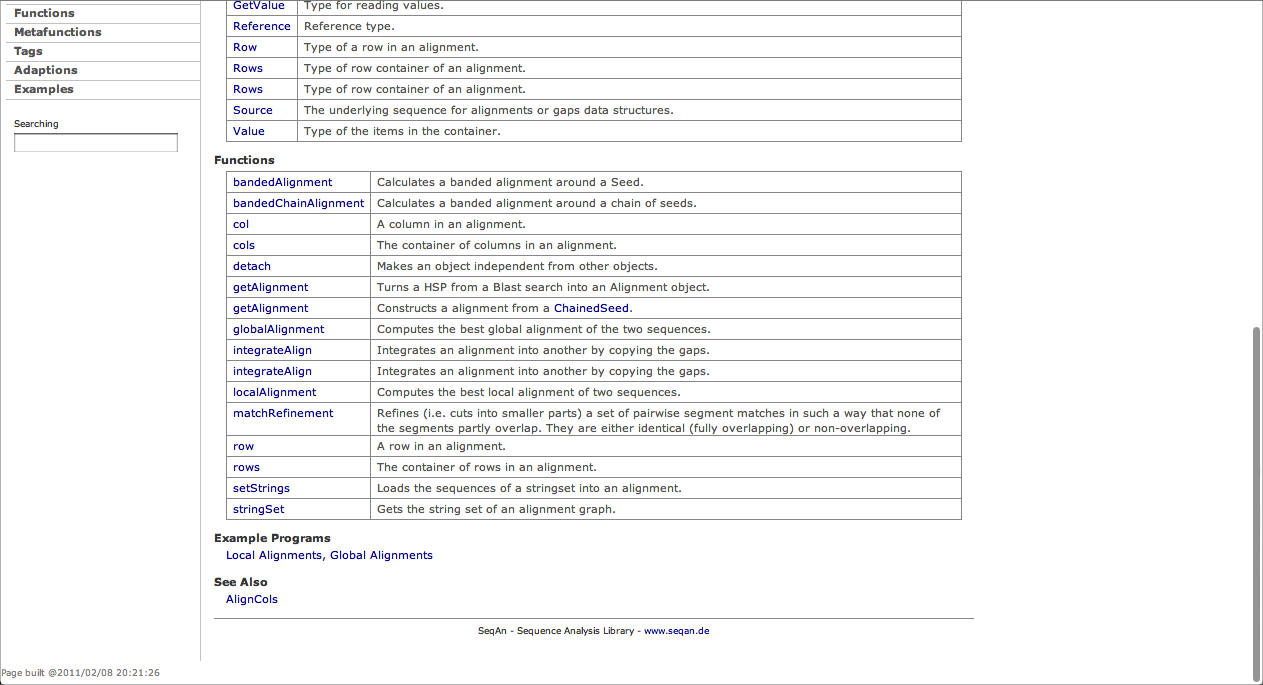 Functions
Metafunctions
Tags
Adaptions
Examples
Searching
GetValue Type for reading values.
Reference Reference type.
Row Type of a row in an alignment.
Rows Type of row container of an alignment.
Rows Type of row container of an alignment.
Source The underlying sequence for alignments or gaps data structures.
Value Type of the items in the container.
Functions
bandedAlignment Calculates a banded alignment around a Seed.
bandedChainAlignment Calculates a banded alignment around a chain of seeds.
col A column in an alignment.
cols The container of columns in an alignment.
detach Makes an object independent from other objects.
getAlignment Turns a HSP from a Blast search into an Alignment object.
getAlignment Constructs a alignment from a ChainedSeed.
globalAlignment Computes the best global alignment of the two sequences.
integrateAlign Integrates an alignment into another by copying the gaps.
integrateAlign Integrates an alignment into another by copying the gaps.
localAlignment Computes the best local alignment of two sequences.
matchRefinement Refines (i.e. cuts into smaller parts) a set of pairwise segment matches in such a way that none of
the segments partly overlap. They are either identical (fully overlapping) or non-overlapping.
row A row in an alignment.
rows The container of rows in an alignment.
setStrings Loads the sequences of a stringset into an alignment.
stringSet Gets the string set of an alignment graph.
Example Programs
Local Alignments, Global Alignments
See Also
AlignCols
SeqAn - Sequence Analysis Library - www.seqan.de
Page built @2011/02/08 20:21:26